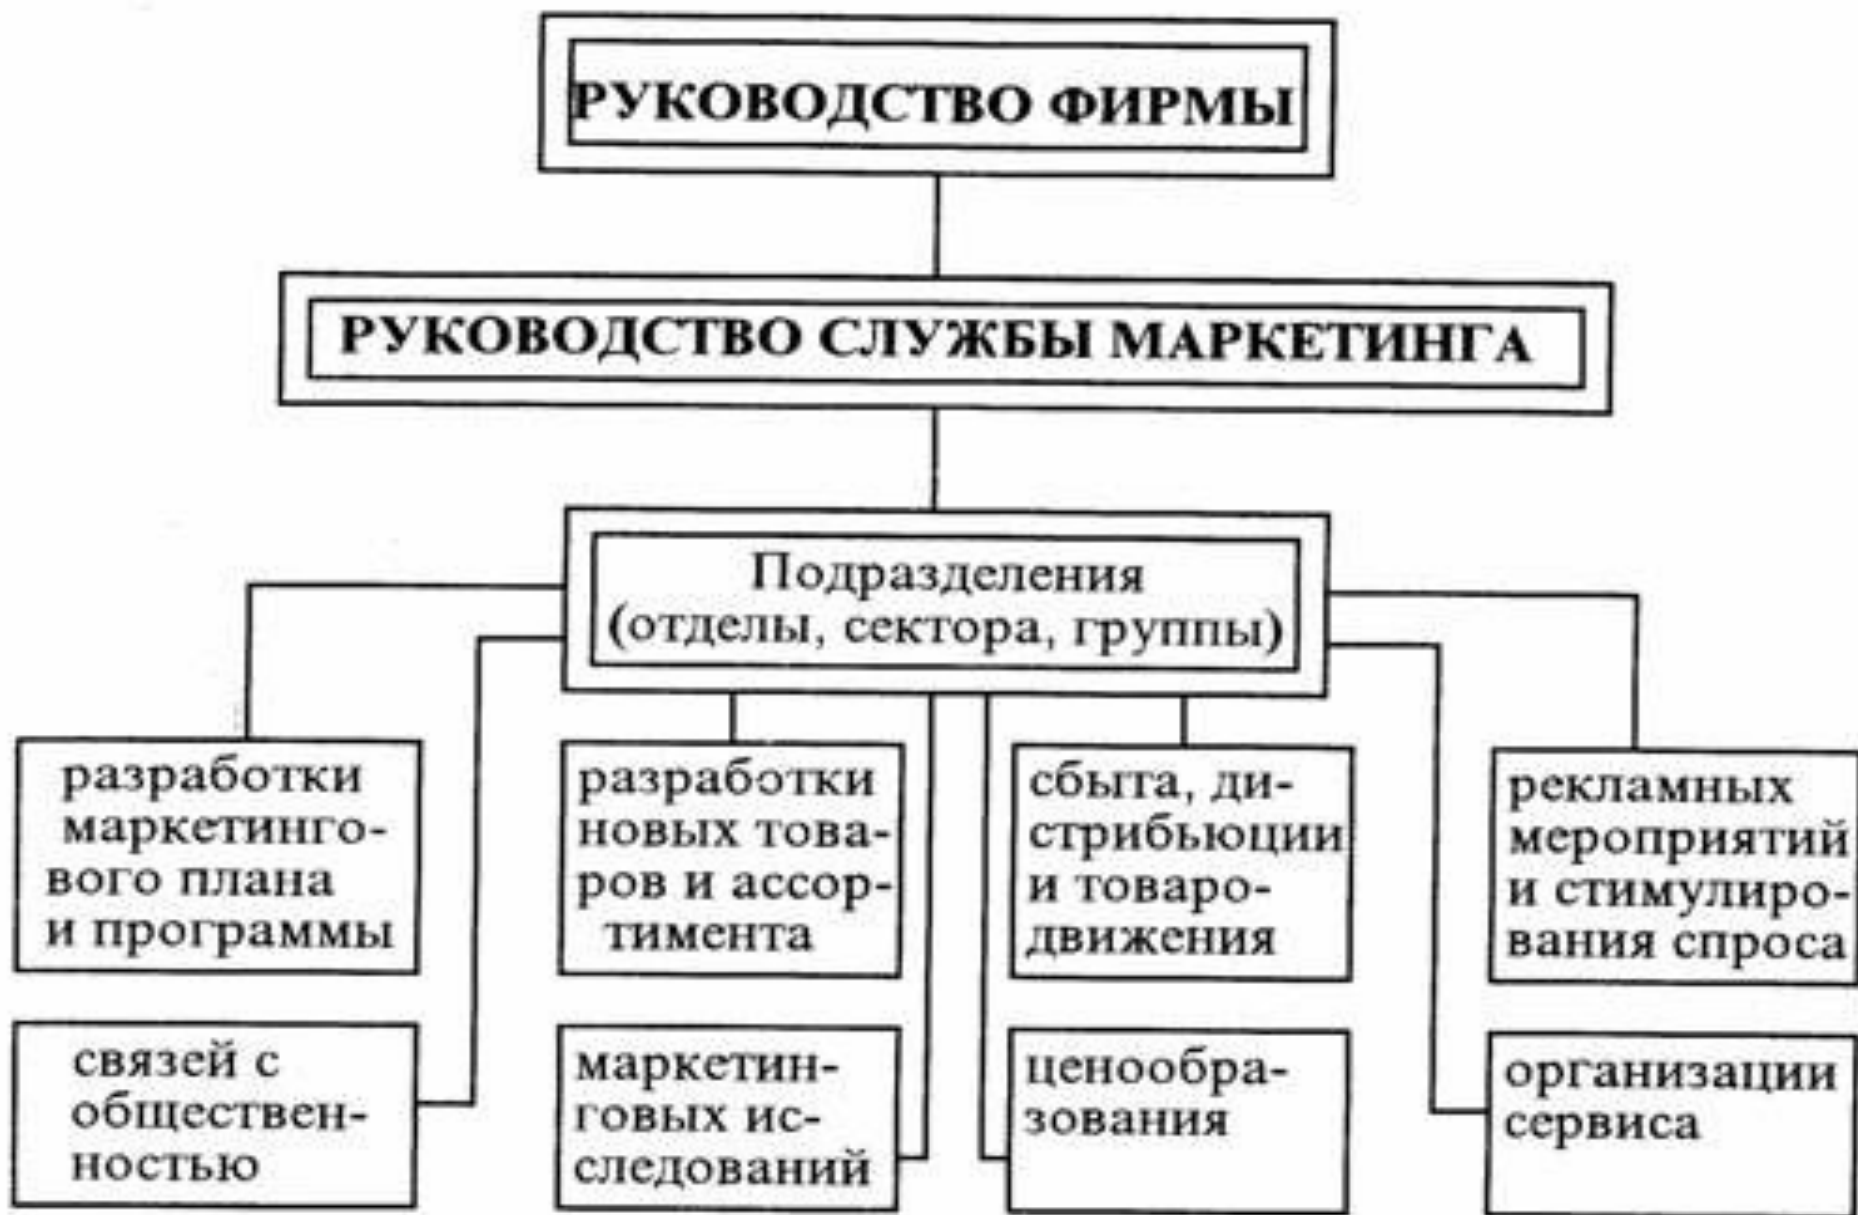 РУКОВОДСТВО ФИРМЫ
РУКОВОДСТВО СЛУЖБЫ МАРКЕТИНГА
Подразделения
(отделы, сектора, группы)
разработки
маркетинго-
вого плана
и программы
разработки
новых това-
ров и ассор-
тимента
сбыта, ди-
стрибьюции
и товаро-
движения
рекламных
мероприятий
и стимулиро-
вания спроса
связей с
обществен-
ностью
маркетин-
говых ис-
следований
ценообра-
зования
организации
сервиса